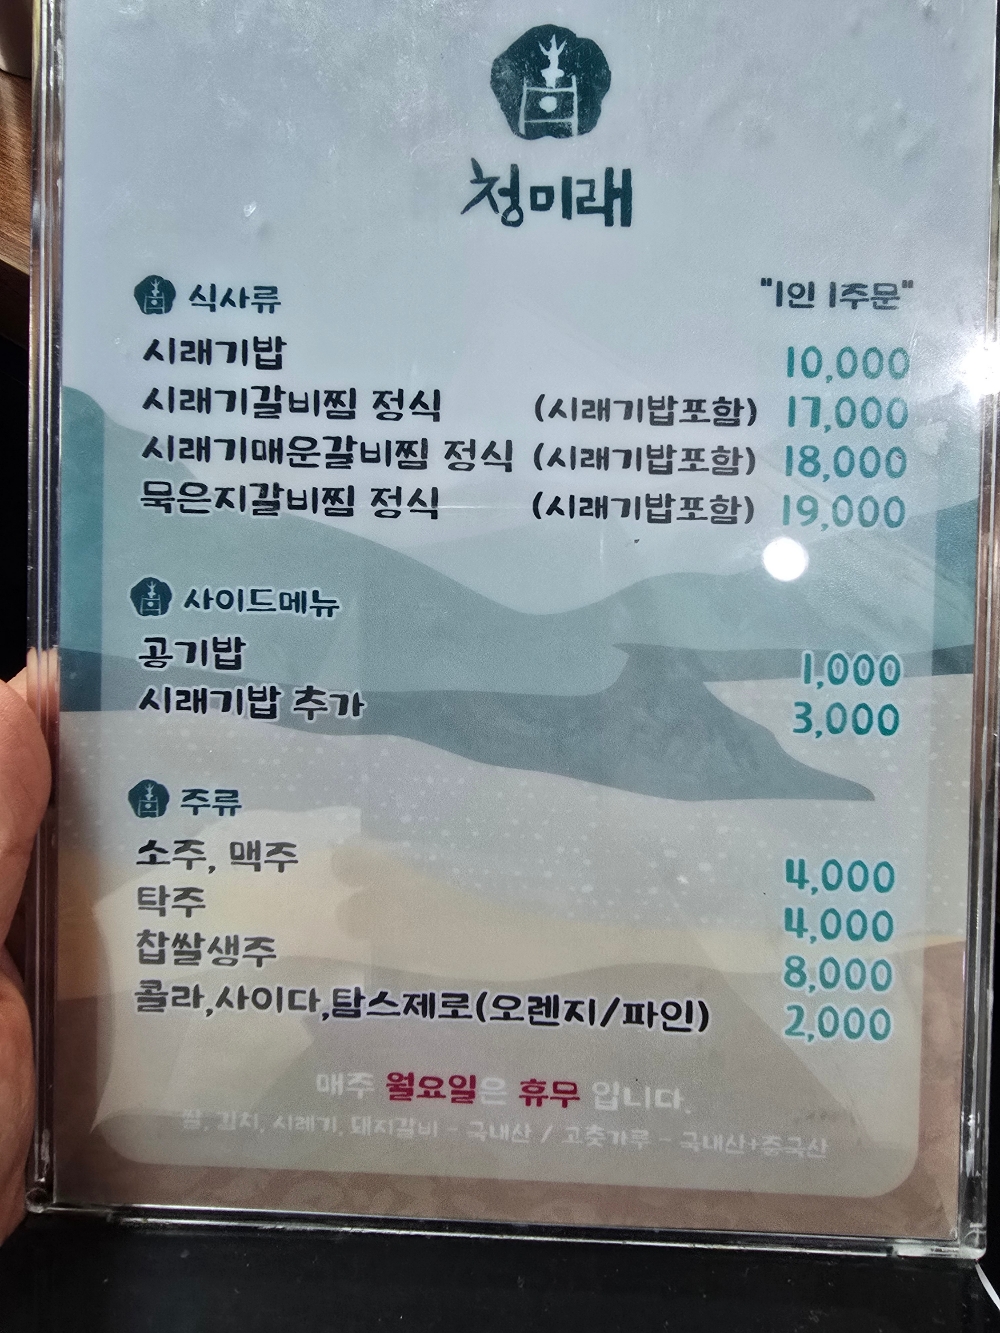 청미래
식사류 "1인 1주문"
시래기밥 10,000
시래기갈비찜 정식 (시래기밥포함) 17,000
시래기매운갈비찜 정식 (시래기밥포함) 18,000
묵은지갈비찜 정식 (시래기밥포함) 19,000
사이드메뉴
공기밥 1,000
시래기밥 추가 3,000
주류
소주, 맥주 4,000
탁주 4,000
찹쌀생주 8,000
콜라,사이다,탐스제로(오렌지/파인) 2,000
매주 월요일은 휴무 입니다.
쌀, 김치, 시래기, 돼지갈비 - 국내산 / 고춧가루 - 국내산+중국산